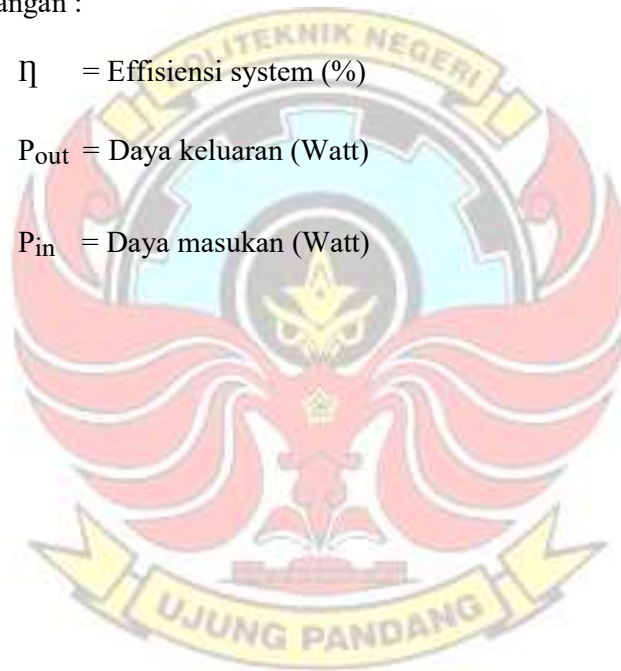 angan :
POLITEKNIK NEGERI
Ƞ = Effisiensi system (%)
Pout = Daya keluaran (Watt)
Pin = Daya masukan (Watt)
UJUNG PANDANG